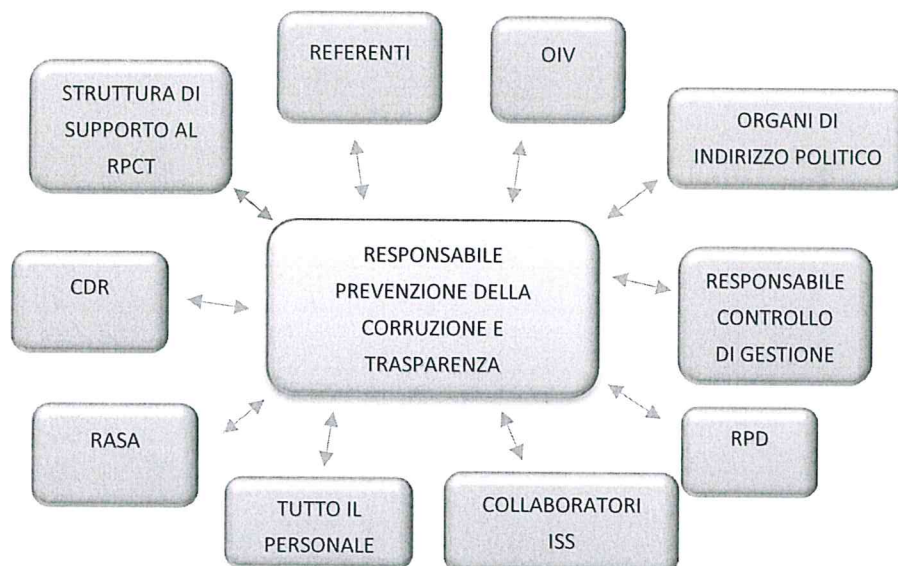 REFERENTI
OIV
STRUTTURA DI
SUPPORTO AL
RPCT
ORGANI DI
INDIRIZZO POLITICO
RESPONSABILE
PREVENZIONE DELLA
CORRUZIONE E
TRASPARENZA
CDR
RESPONSABILE
CONTROLLO
DI GESTIONE
RASA
RPD
TUTTO IL
PERSONALE
COLLABORATORI
ISS